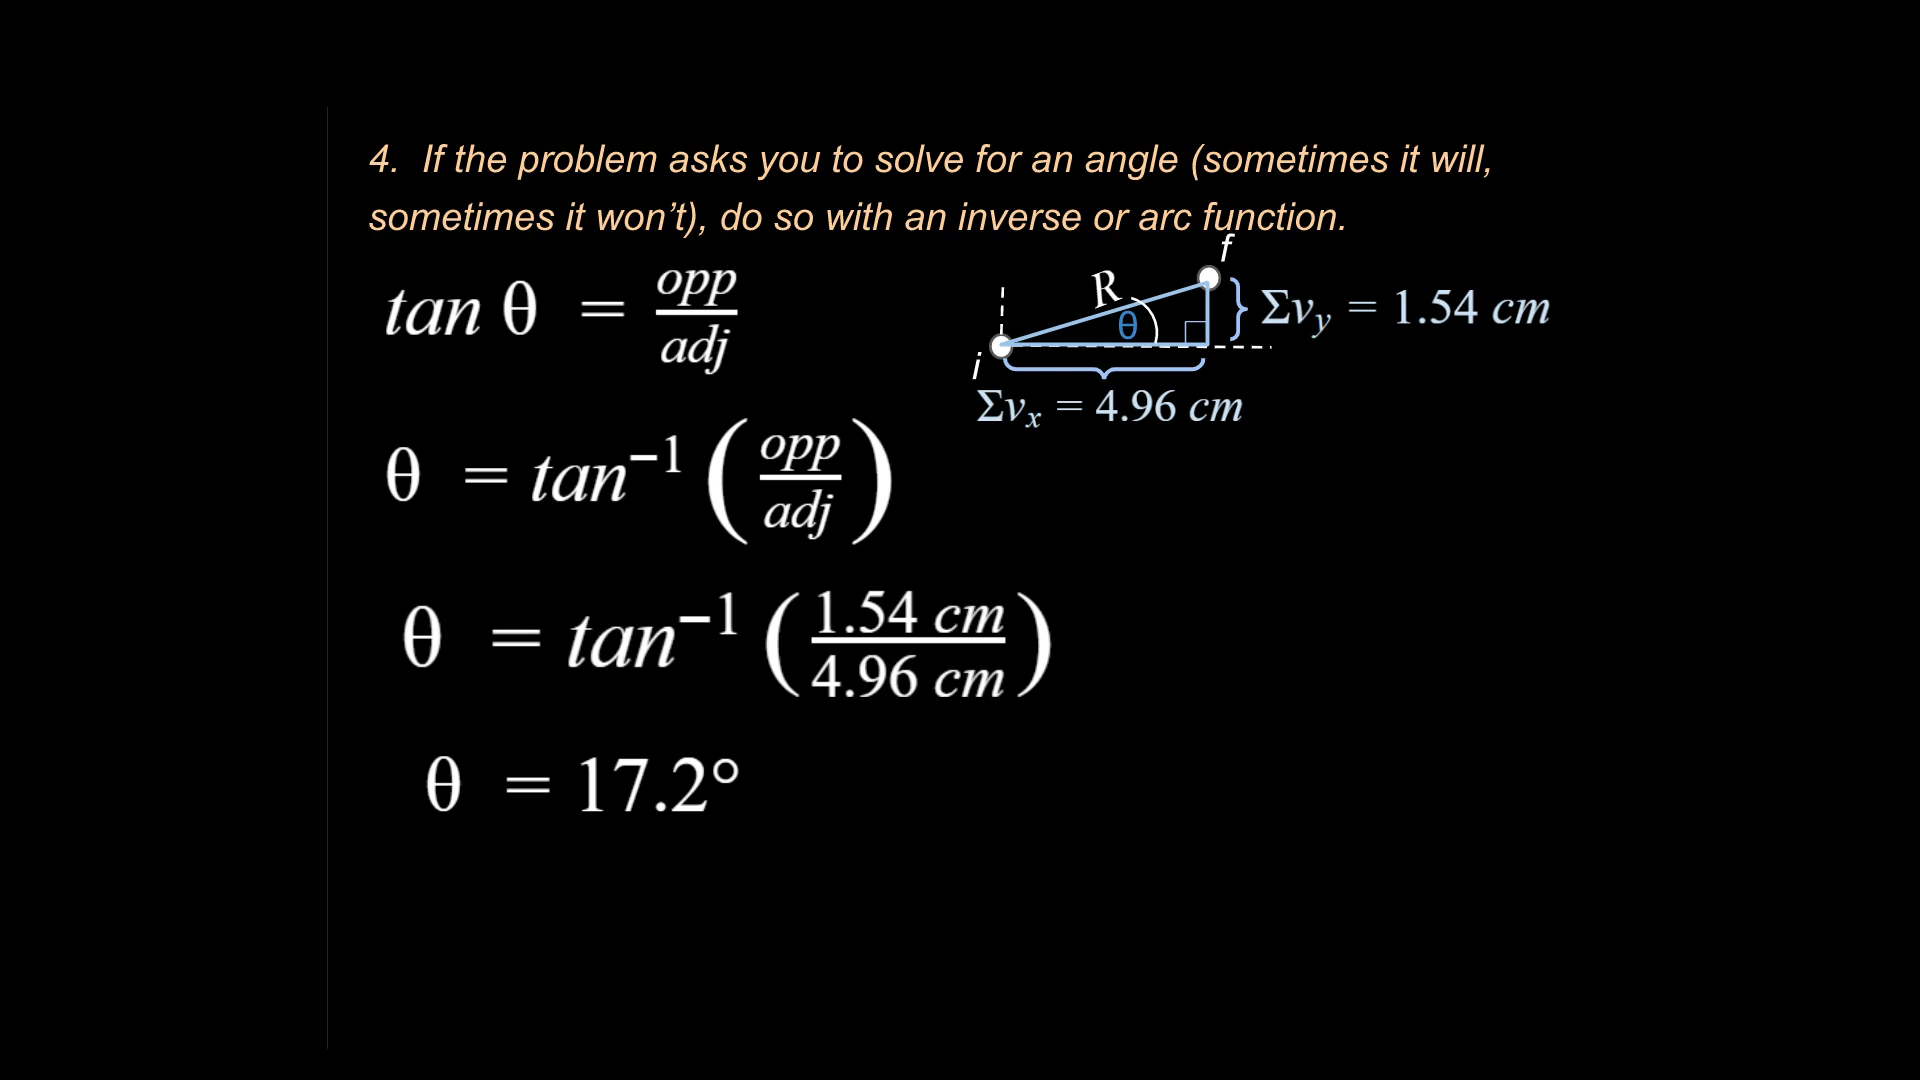 4. If the problem asks you to solve for an angle (sometimes it will,
sometimes it won’t), do so with an inverse or arc function.
tan θ = opp/adj
f
R
θ
Σvy = 1.54 cm
i
Σvx = 4.96 cm
θ = tan⁻¹ (opp/adj)
θ = tan⁻¹ (1.54 cm/4.96 cm)
θ = 17.2°